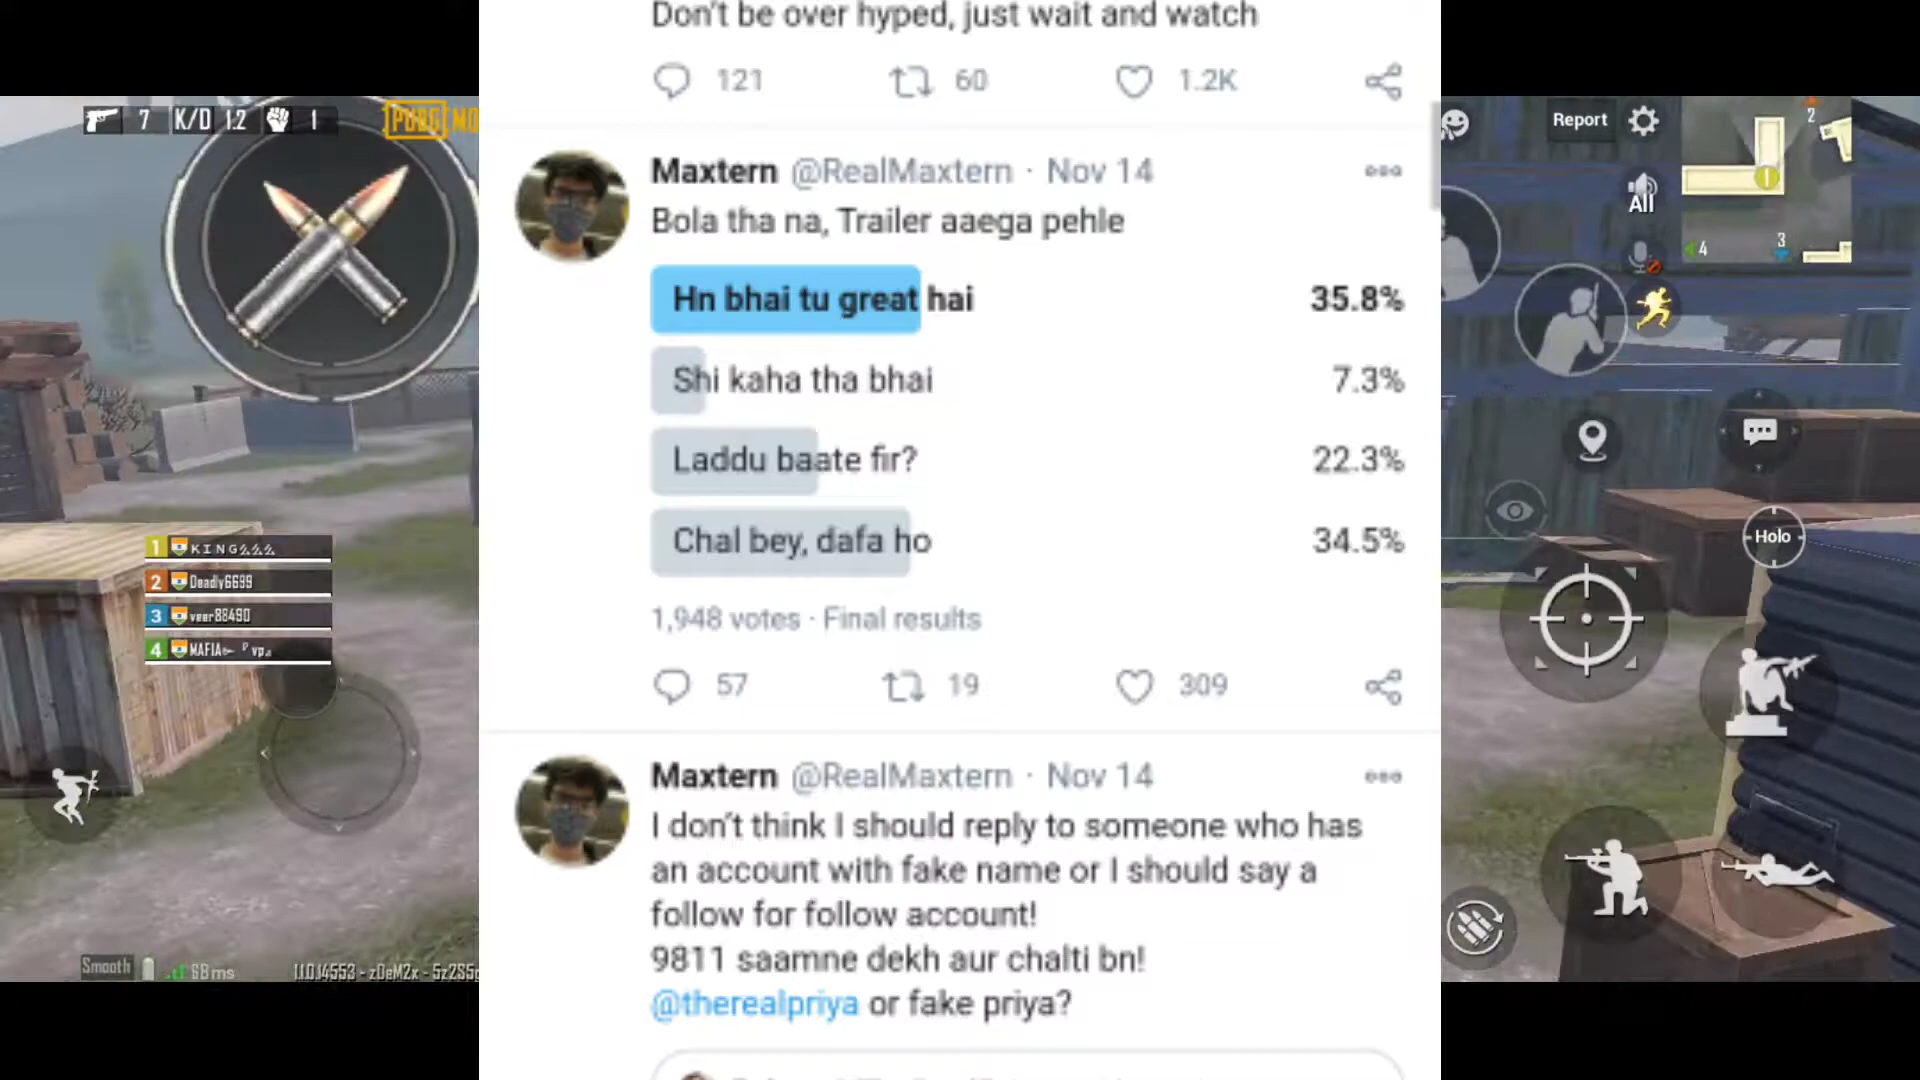 Don't be over hyped, just wait and watch
121 60 1.2K
Maxtern @RealMaxtern · Nov 14
Bola tha na, Trailer aaega pehle
Hn bhai tu great hai 35.8%
Shi kaha tha bhai 7.3%
Laddu baate fir? 22.3%
Chal bey, dafa ho 34.5%
1,948 votes · Final results
57 19 309
Maxtern @RealMaxtern · Nov 14
I don't think I should reply to someone who has
an account with fake name or I should say a
follow for follow account!
9811 saamne dekh aur chalti bn!
@therealpriya or fake priya?
7 K/D 1.2 1
PUBG MO
1 KING
2 Deadly6699
3 veer88490
4 MAFIA
Smooth 68 ms
Report
All
2
1
4 3
Holo